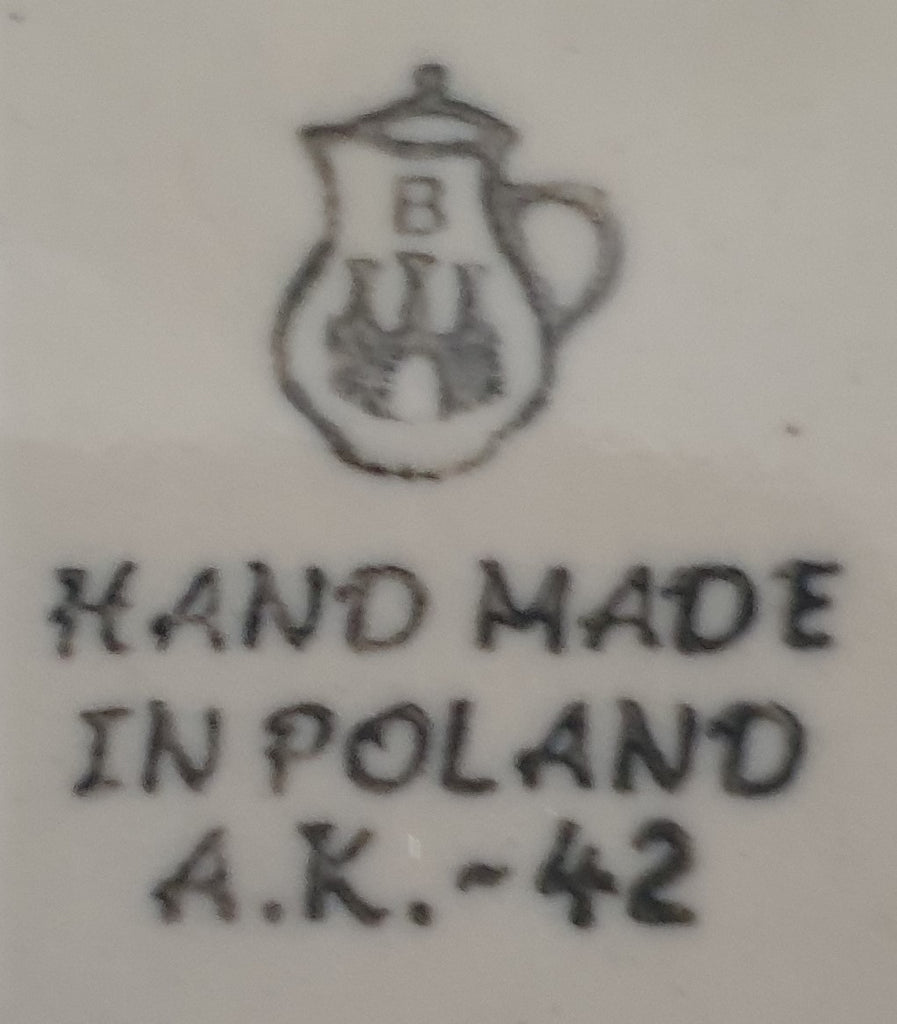 B
HAND MADE
IN POLAND
A.K.-42